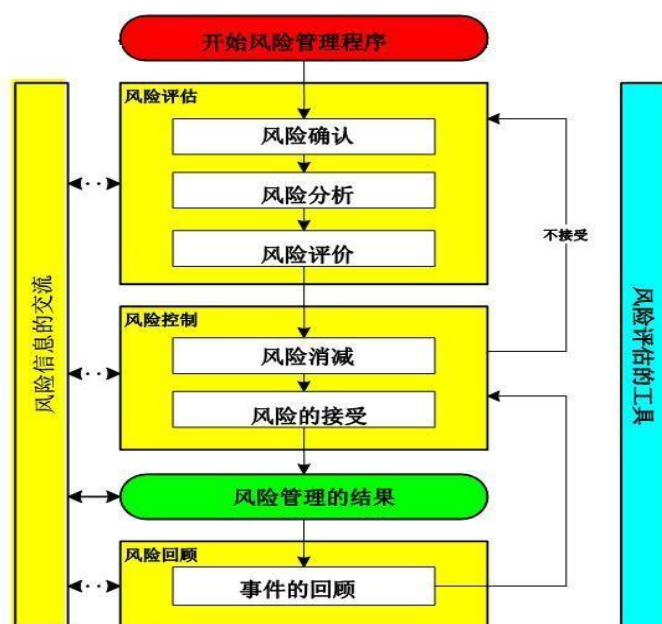 开始风险管理程序
风险评估
风险确认
风险分析
风险评价
不接受
风险控制
风险消减
风险的接受
风险管理的结果
风险回顾
事件的回顾
风险信息的交流
风险评估的工具